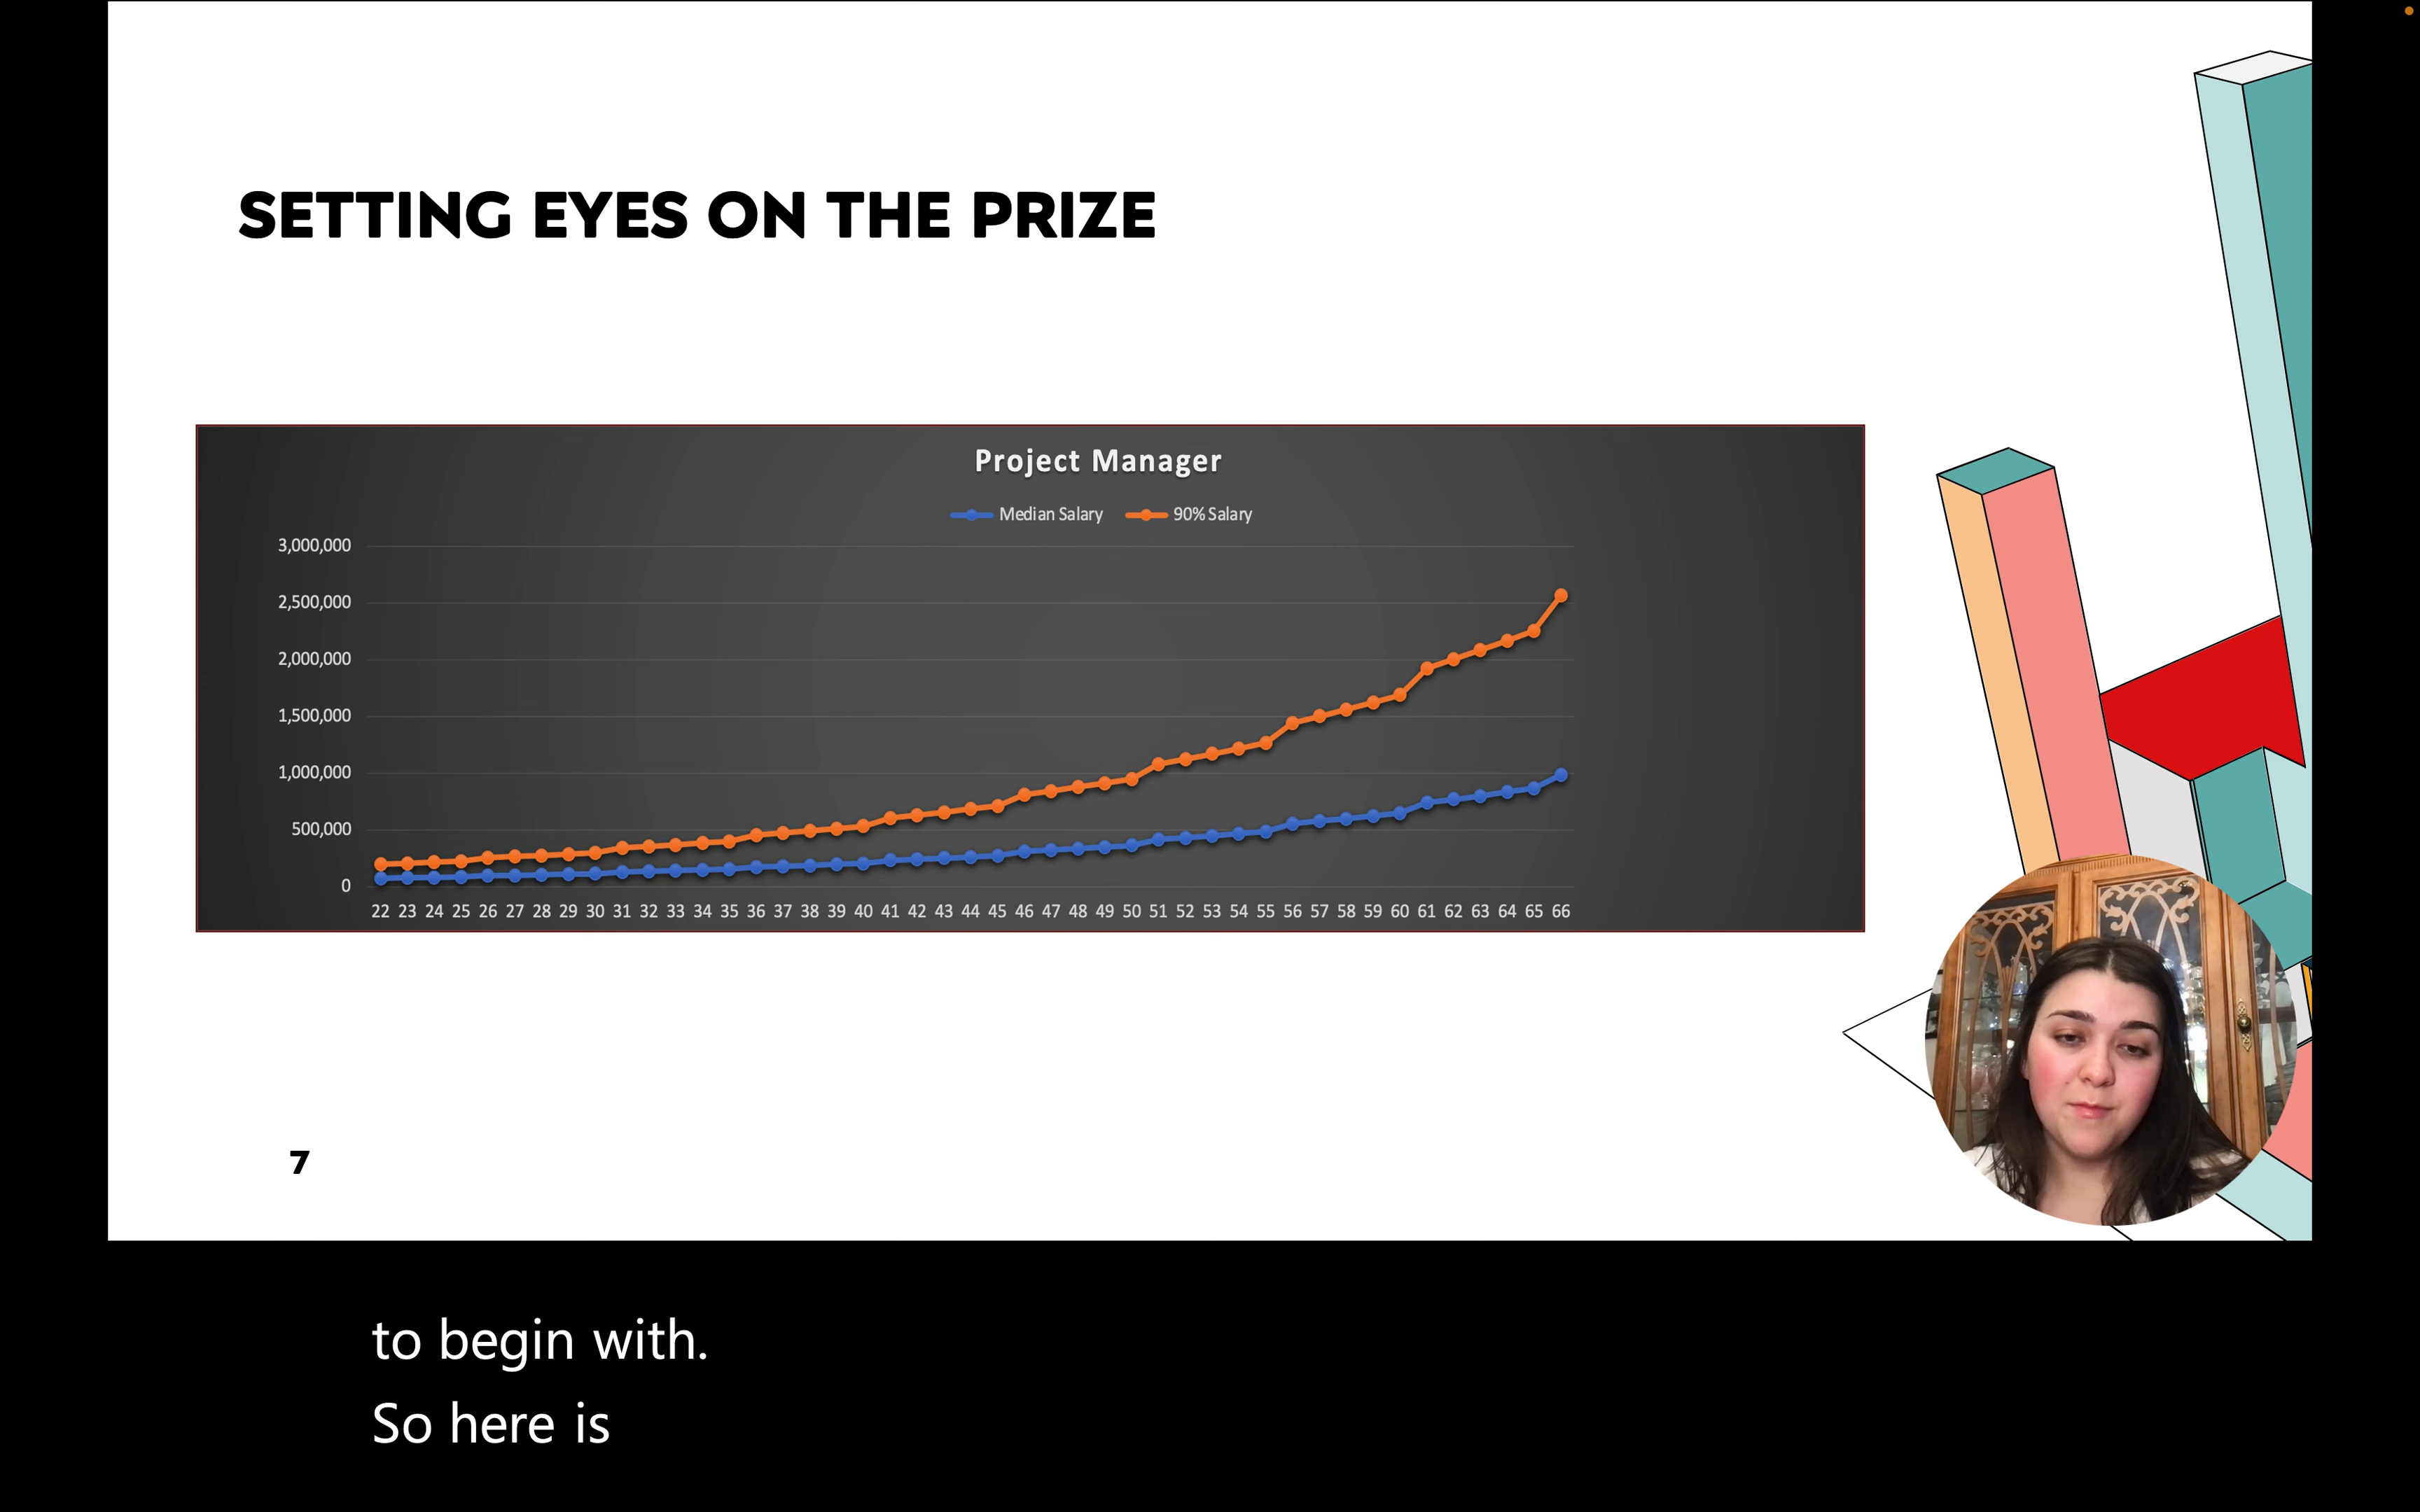 SETTING EYES ON THE PRIZE
Project Manager
Median Salary 90% Salary
3,000,000
2,500,000
2,000,000
1,500,000
1,000,000
500,000
0
22 23 24 25 26 27 28 29 30 31 32 33 34 35 36 37 38 39 40 41 42 43 44 45 46 47 48 49 50 51 52 53 54 55 56 57 58 59 60 61 62 63 64 65 66
7
to begin with.
So here is